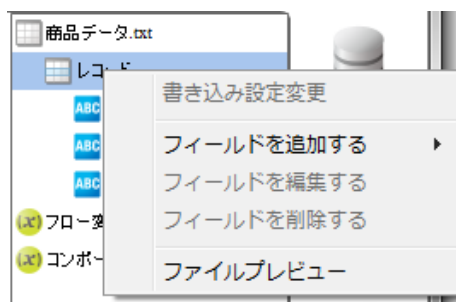 商品データ.txt
レコード
ABC
書き込み設定変更
ABC
フィールドを追加する
ABC
フィールドを編集する
(x) フロー変
フィールドを削除する
(x) コンポー
ファイルプレビュー